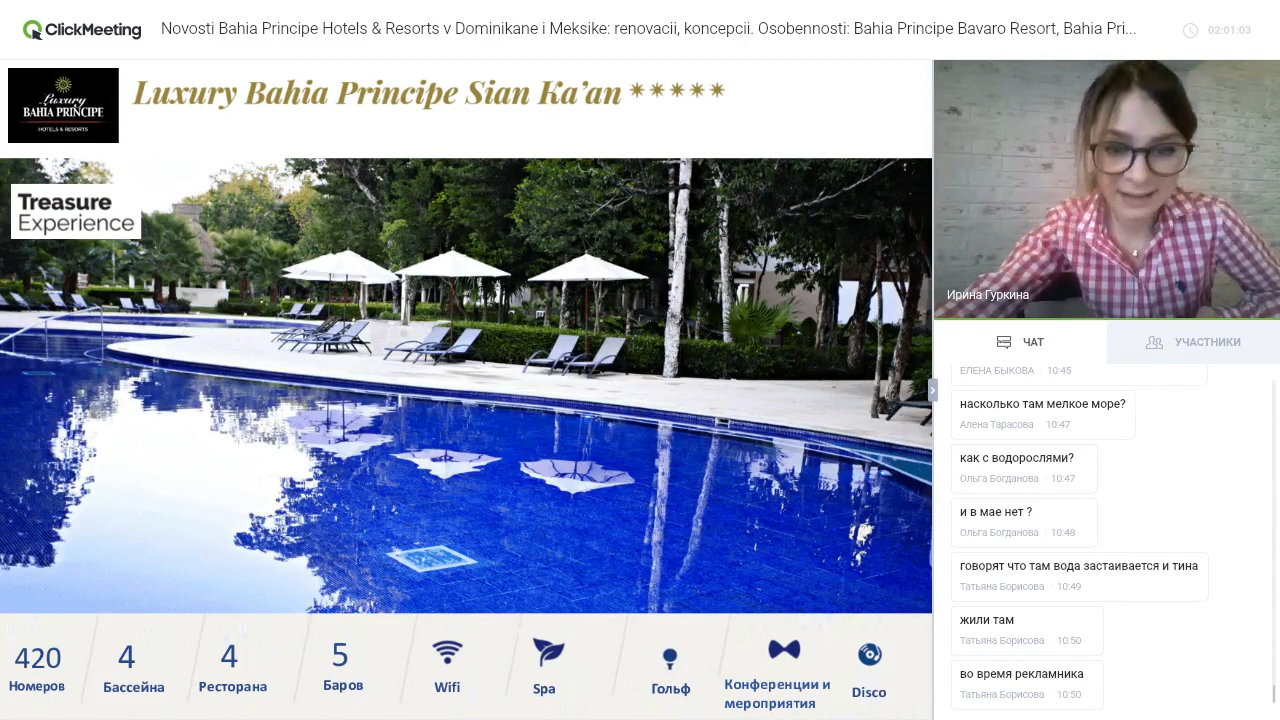 ClickMeeting
Novosti Bahia Principe Hotels & Resorts v Dominikane i Meksike: renovacii, koncepcii. Osobennosti: Bahia Principe Bavaro Resort, Bahia Pri...
02:01:03
Luxury
BAHIA PRINCIPE
HOTELS & RESORTS
Luxury Bahia Principe Sian Ka’an
Treasure
Experience
420
Номеров
4
Бассейна
4
Ресторана
5
Баров
Wifi
Spa
Гольф
Конференции и
мероприятия
Disco
Ирина Гуркина
ЧАТ
УЧАСТНИКИ
ЕЛЕНА БЫКОВА 10:45
насколько там мелкое море?
Алена Тарасова 10:47
как с водорослями?
Ольга Богданова 10:47
и в мае нет ?
Ольга Богданова 10:48
говорят что там вода застаивается и тина
Татьяна Борисова 10:49
жили там
Татьяна Борисова 10:50
во время рекламника
Татьяна Борисова 10:50